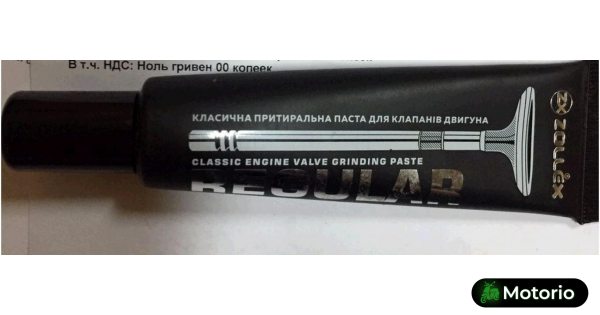 В т.ч. НДС: Ноль гривен 00 копеек
КЛАСИЧНА ПРИТИРАЛЬНА ПАСТА ДЛЯ КЛАПАНІВ ДВИГУНА
CLASSIC ENGINE VALVE GRINDING PASTE
REGULAR
ZX ZOLLEX
Motorio